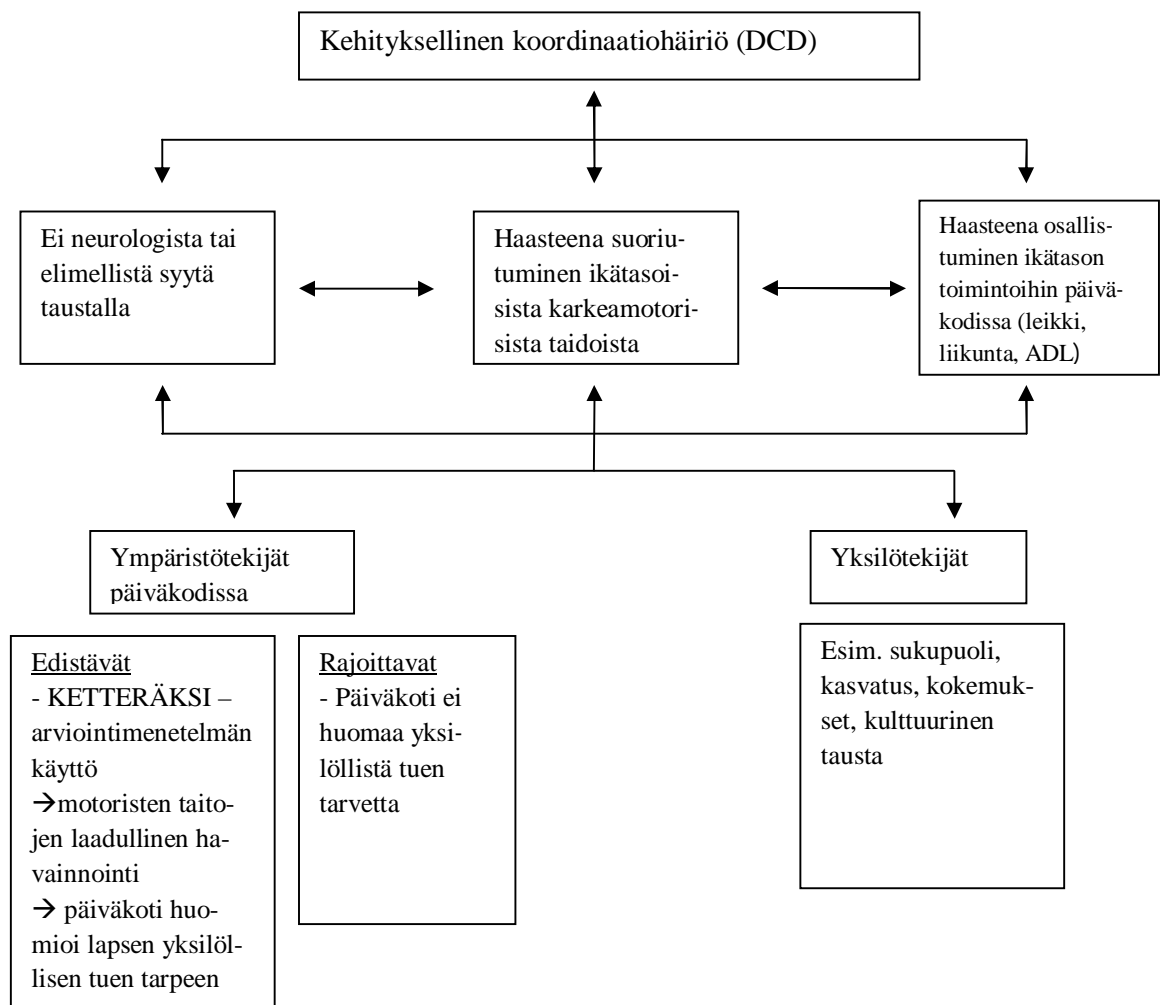 Kehityksellinen koordinaatiohäiriö (DCD)
Ei neurologista tai
elimellistä syytä
taustalla
Haasteena suoriu-
tuminen ikätasoi-
sista karkeamotori-
sista taidoista
Haasteena osallis-
tuminen ikätason
toimintoihin päivä-
kodissa (leikki,
liikunta, ADL)
Ympäristötekijät
päiväkodissa
Yksilötekijät
Edistävät
- KETTERÄKSI –
arviointimenetelmän
käyttö
→motoristen taito-
jen laadullinen ha-
vainnointi
→ päiväkoti huo-
mioi lapsen yksilöl-
lisen tuen tarpeen
Rajoittavat
- Päiväkoti ei
huomaa yksi-
löllistä tuen
tarvetta
Esim. sukupuoli,
kasvatus, kokemuk-
set, kulttuurinen
tausta